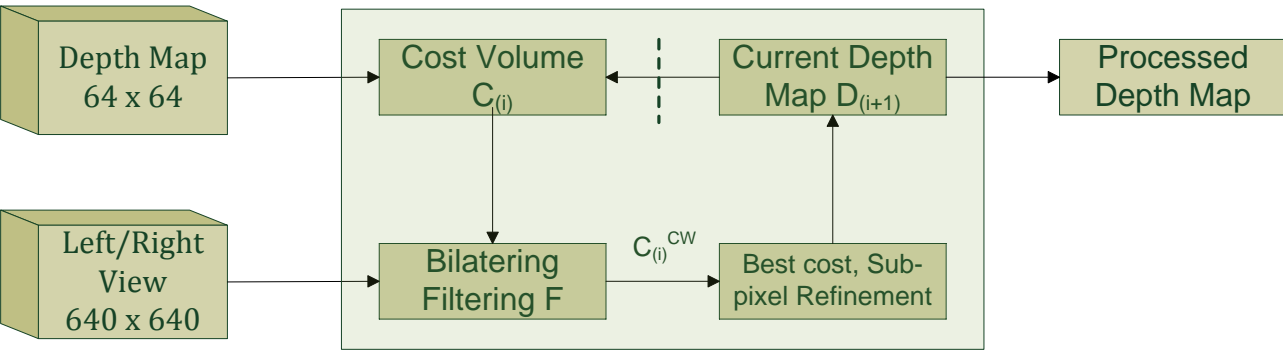 Depth Map
64 x 64
Cost Volume
C(i)
Current Depth
Map D(i+1)
Processed
Depth Map
Left/Right
View
640 x 640
Bilatering
Filtering F
C(i)CW
Best cost, Sub-
pixel Refinement